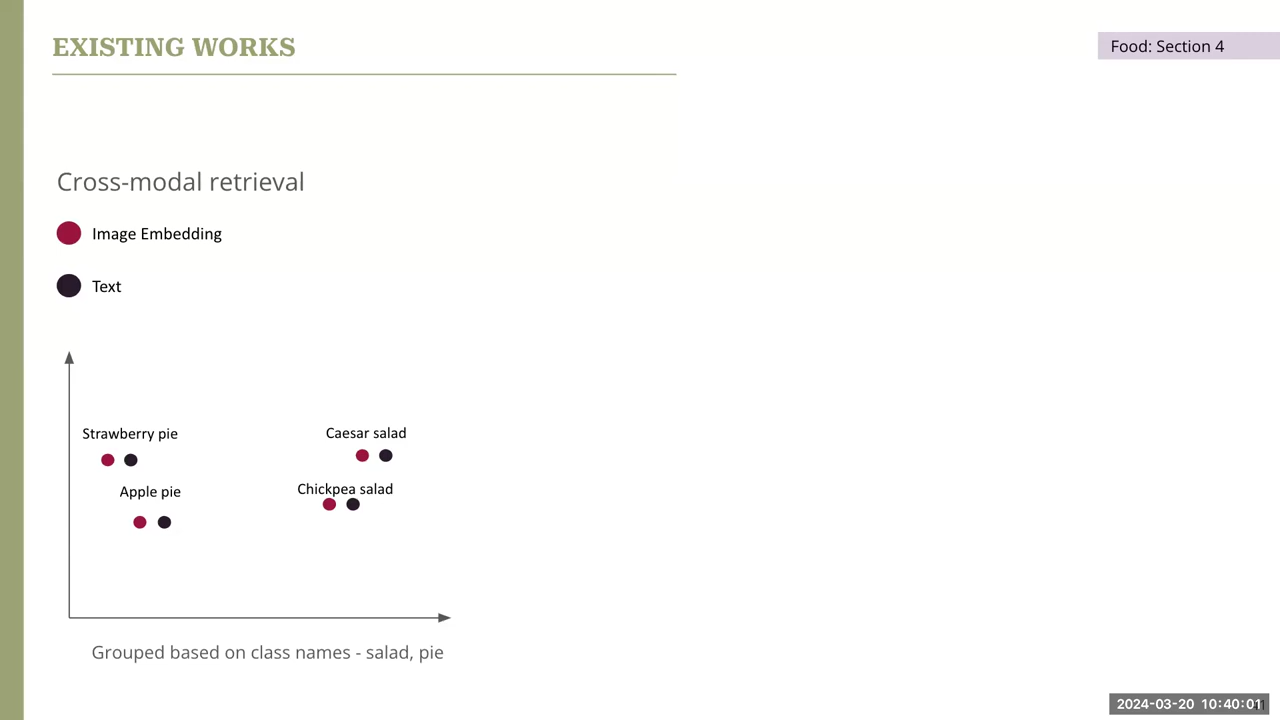 EXISTING WORKS
Food: Section 4
Cross-modal retrieval
Image Embedding
Text
Strawberry pie
Caesar salad
Apple pie
Chickpea salad
Grouped based on class names - salad, pie
2024-03-20 10:40:01